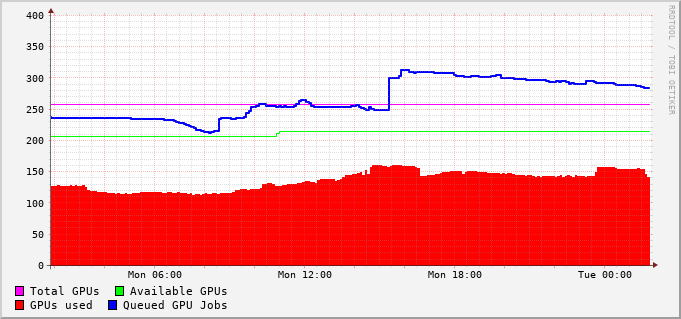 400
350
300
250
200
150
100
50
0
Mon 06:00 Mon 12:00 Mon 18:00 Tue 00:00
Total GPUs Available GPUs
GPUs used Queued GPU Jobs
RRDTOOL / TOBI OETIKER